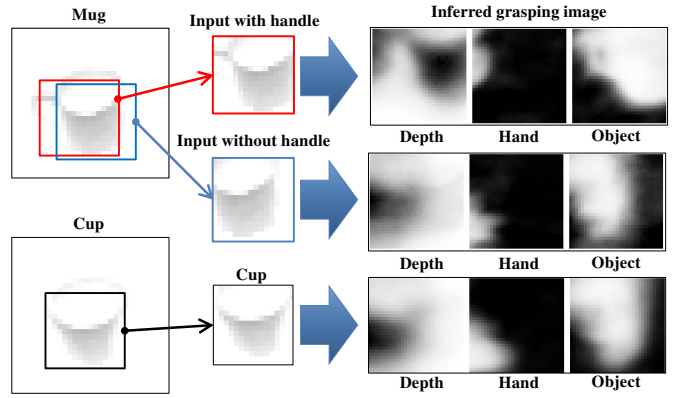 Mug
Input with handle
Inferred grasping image
Depth Hand Object
Input without handle
Depth Hand Object
Cup
Cup
Depth Hand Object